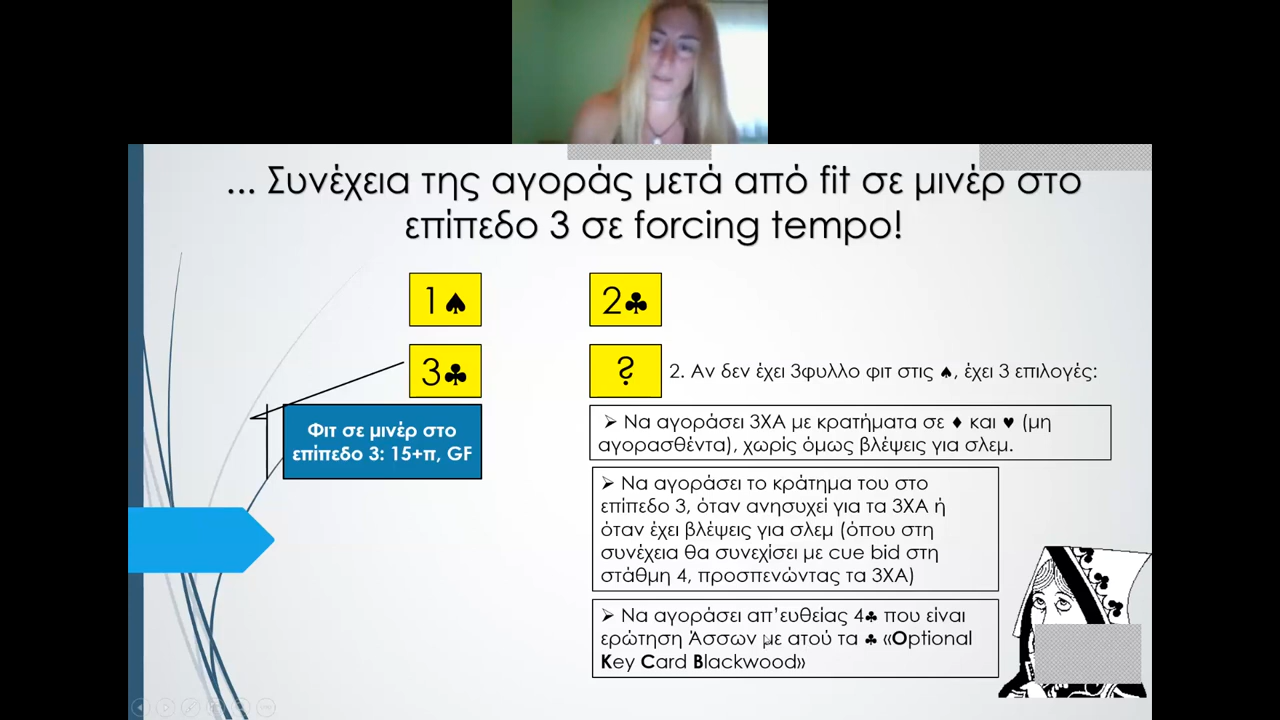 ... Συνέχεια της αγοράς μετά από fit σε μινέρ στο
επίπεδο 3 σε forcing tempo!
1♠
2♣
3♣
?
2. Αν δεν έχει 3φυλλο φιτ στις ♠, έχει 3 επιλογές:
Φιτ σε μινέρ στο
επίπεδο 3: 15+π, GF
➢ Να αγοράσει 3ΧΑ με κρατήματα σε ♦ και ♥ (μη
αγορασθέντα), χωρίς όμως βλέψεις για σλεμ.
➢ Να αγοράσει το κράτημα του στο
επίπεδο 3, όταν ανησυχεί για τα 3ΧΑ ή
όταν έχει βλέψεις για σλεμ (όπου στη
συνέχεια θα συνεχίσει με cue bid στη
στάθμη 4, προσπενώντας τα 3ΧΑ)
➢ Να αγοράσει απ’ευθείας 4♣ που είναι
ερώτηση Άσσων με ατού τα ♣ «Optional
Key Card Blackwood»